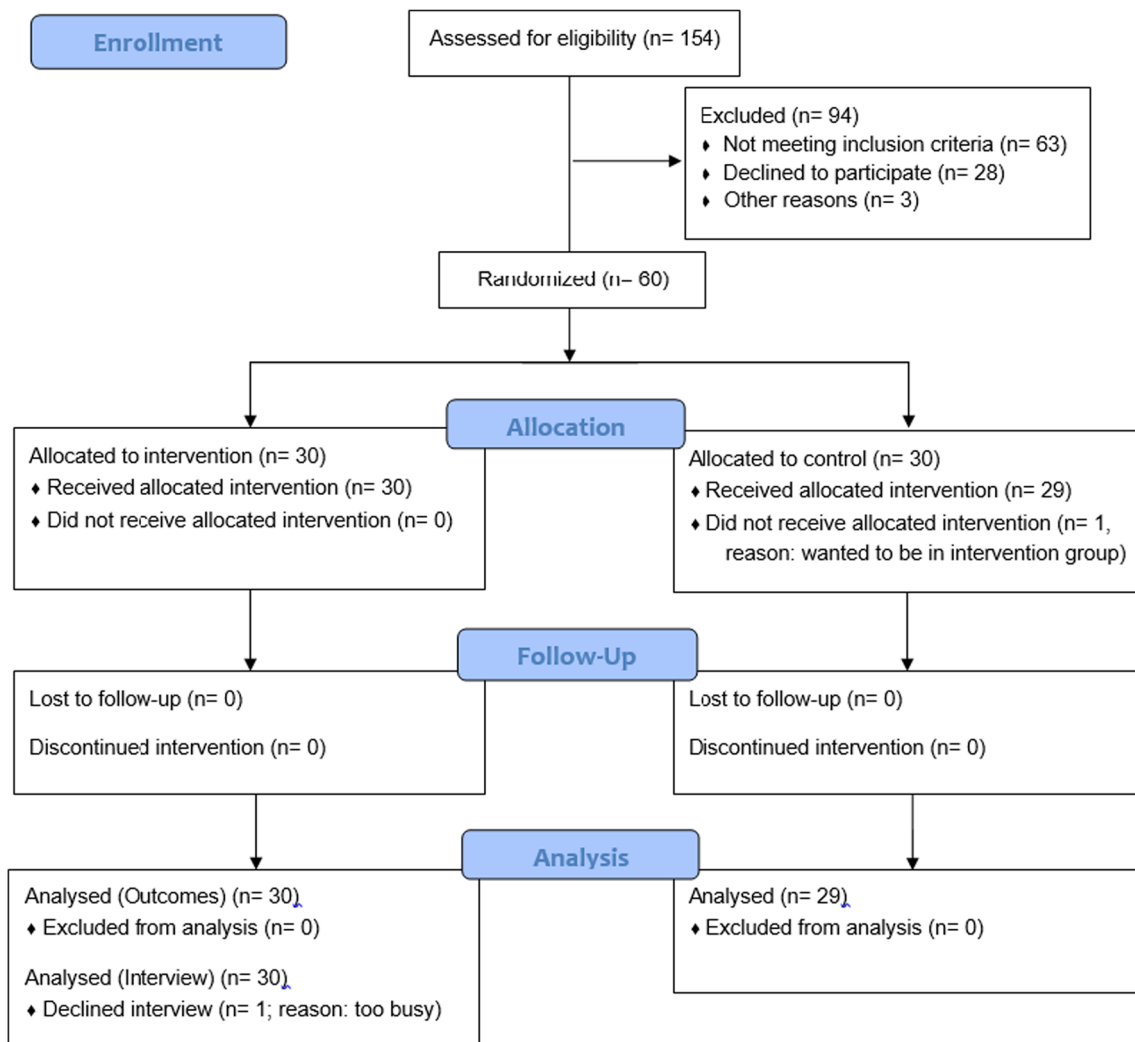 Enrollment
Assessed for eligibility (n= 154)
Excluded (n= 94)
♦ Not meeting inclusion criteria (n= 63)
♦ Declined to participate (n= 28)
♦ Other reasons (n= 3)
Randomized (n= 60)
Allocation
Allocated to intervention (n= 30)
♦ Received allocated intervention (n= 30)
♦ Did not receive allocated intervention (n= 0)
Allocated to control (n= 30)
♦ Received allocated intervention (n= 29)
♦ Did not receive allocated intervention (n= 1,
reason: wanted to be in intervention group)
Follow-Up
Lost to follow-up (n= 0)
Discontinued intervention (n= 0)
Lost to follow-up (n= 0)
Discontinued intervention (n= 0)
Analysis
Analysed (Outcomes) (n= 30)
♦ Excluded from analysis (n= 0)
Analysed (Interview) (n= 30)
♦ Declined interview (n= 1; reason: too busy)
Analysed (n= 29)
♦ Excluded from analysis (n= 0)